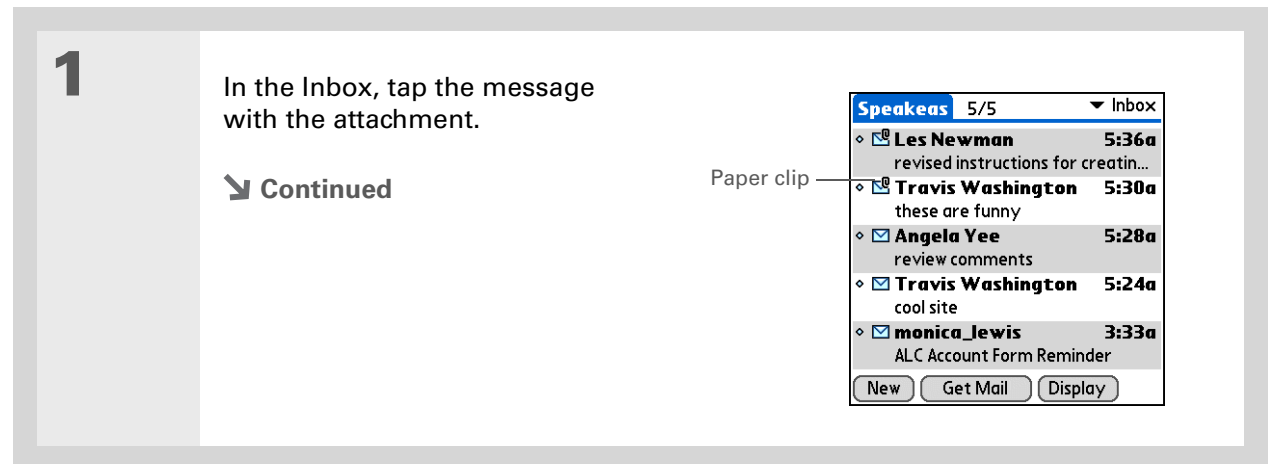 1
In the Inbox, tap the message
with the attachment.
Continued
Paper clip
Speakeas 5/5 Inbox
Les Newman 5:36a
revised instructions for creatin...
Travis Washington 5:30a
these are funny
Angela Yee 5:28a
review comments
Travis Washington 5:24a
cool site
monica_lewis 3:33a
ALC Account Form Reminder
New Get Mail Display